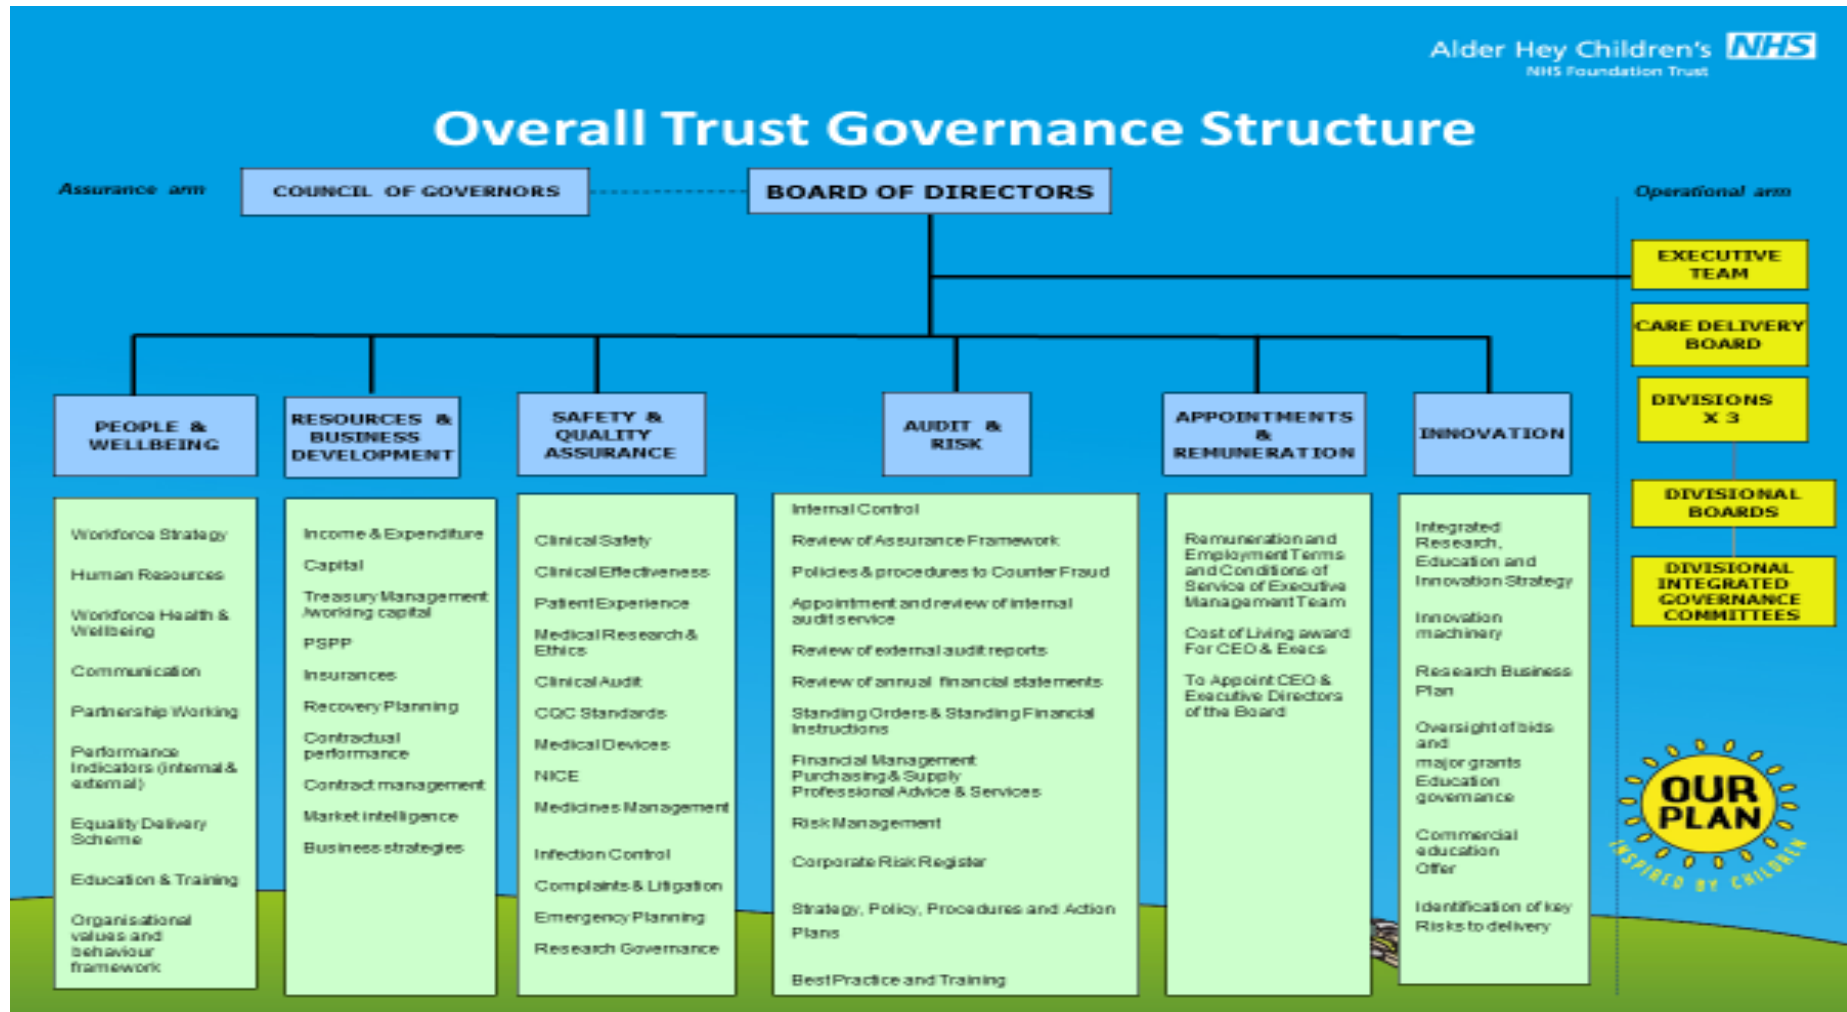 Alder Hey Children's NHS
NHS Foundation Trust
Overall Trust Governance Structure
Assurance arm
COUNCIL OF GOVERNORS
BOARD OF DIRECTORS
Operational arm
EXECUTIVE
TEAM
CARE DELIVERY
BOARD
DIVISIONS
X 3
DIVISIONAL
BOARDS
DIVISIONAL
INTEGRATED
GOVERNANCE
COMMITTEES
PEOPLE &
WELLBEING
Workforce Strategy
Human Resources
Workforce Health &
Wellbeing
Communication
Partnership Working
Performance
Indicators (internal &
external)
Equality Delivery
Scheme
Education & Training
Organisational
values and
behaviour
framework
RESOURCES &
BUSINESS
DEVELOPMENT
Income & Expenditure
Capital
Treasury Management
/working capital
PSPP
Insurances
Recovery Planning
Contractual
performance
Contract management
Market intelligence
Business strategies
SAFETY &
QUALITY
ASSURANCE
Clinical Safety
Clinical Effectiveness
Patient Experience
Medical Research &
Ethics
Clinical Audit
CQC Standards
Medical Devices
NICE
Medicines Management
Infection Control
Complaints & Litigation
Emergency Planning
Research Governance
AUDIT &
RISK
Internal Control
Review of Assurance Framework
Policies & procedures to Counter Fraud
Appointment and review of internal
audit service
Review of external audit reports
Review of annual financial statements
Standing Orders & Standing Financial
Instructions
Financial Management
Purchasing & Supply
Professional Advice & Services
Risk Management
Corporate Risk Register
Strategy, Policy, Procedures and Action
Plans
Best Practice and Training
APPOINTMENTS
&
REMUNERATION
Remuneration and
Employment Terms
and Conditions of
Service of Executive
Management Team
Cost of Living award
For CEO & Execs
To Appoint CEO &
Executive Directors
of the Board
INNOVATION
Integrated
Research,
Education and
Innovation Strategy
Innovation
machinery
Research Business
Plan
Oversight of bids
and
major grants
Education
governance
Commercial
education
Offer
Identification of key
Risks to delivery
OUR
PLAN
INSPIRED BY CHILDREN